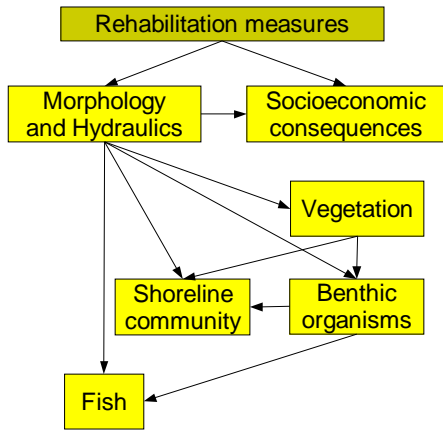 Rehabilitation measures
Morphology
and Hydraulics
Socioeconomic
consequences
Vegetation
Shoreline
community
Benthic
organisms
Fish